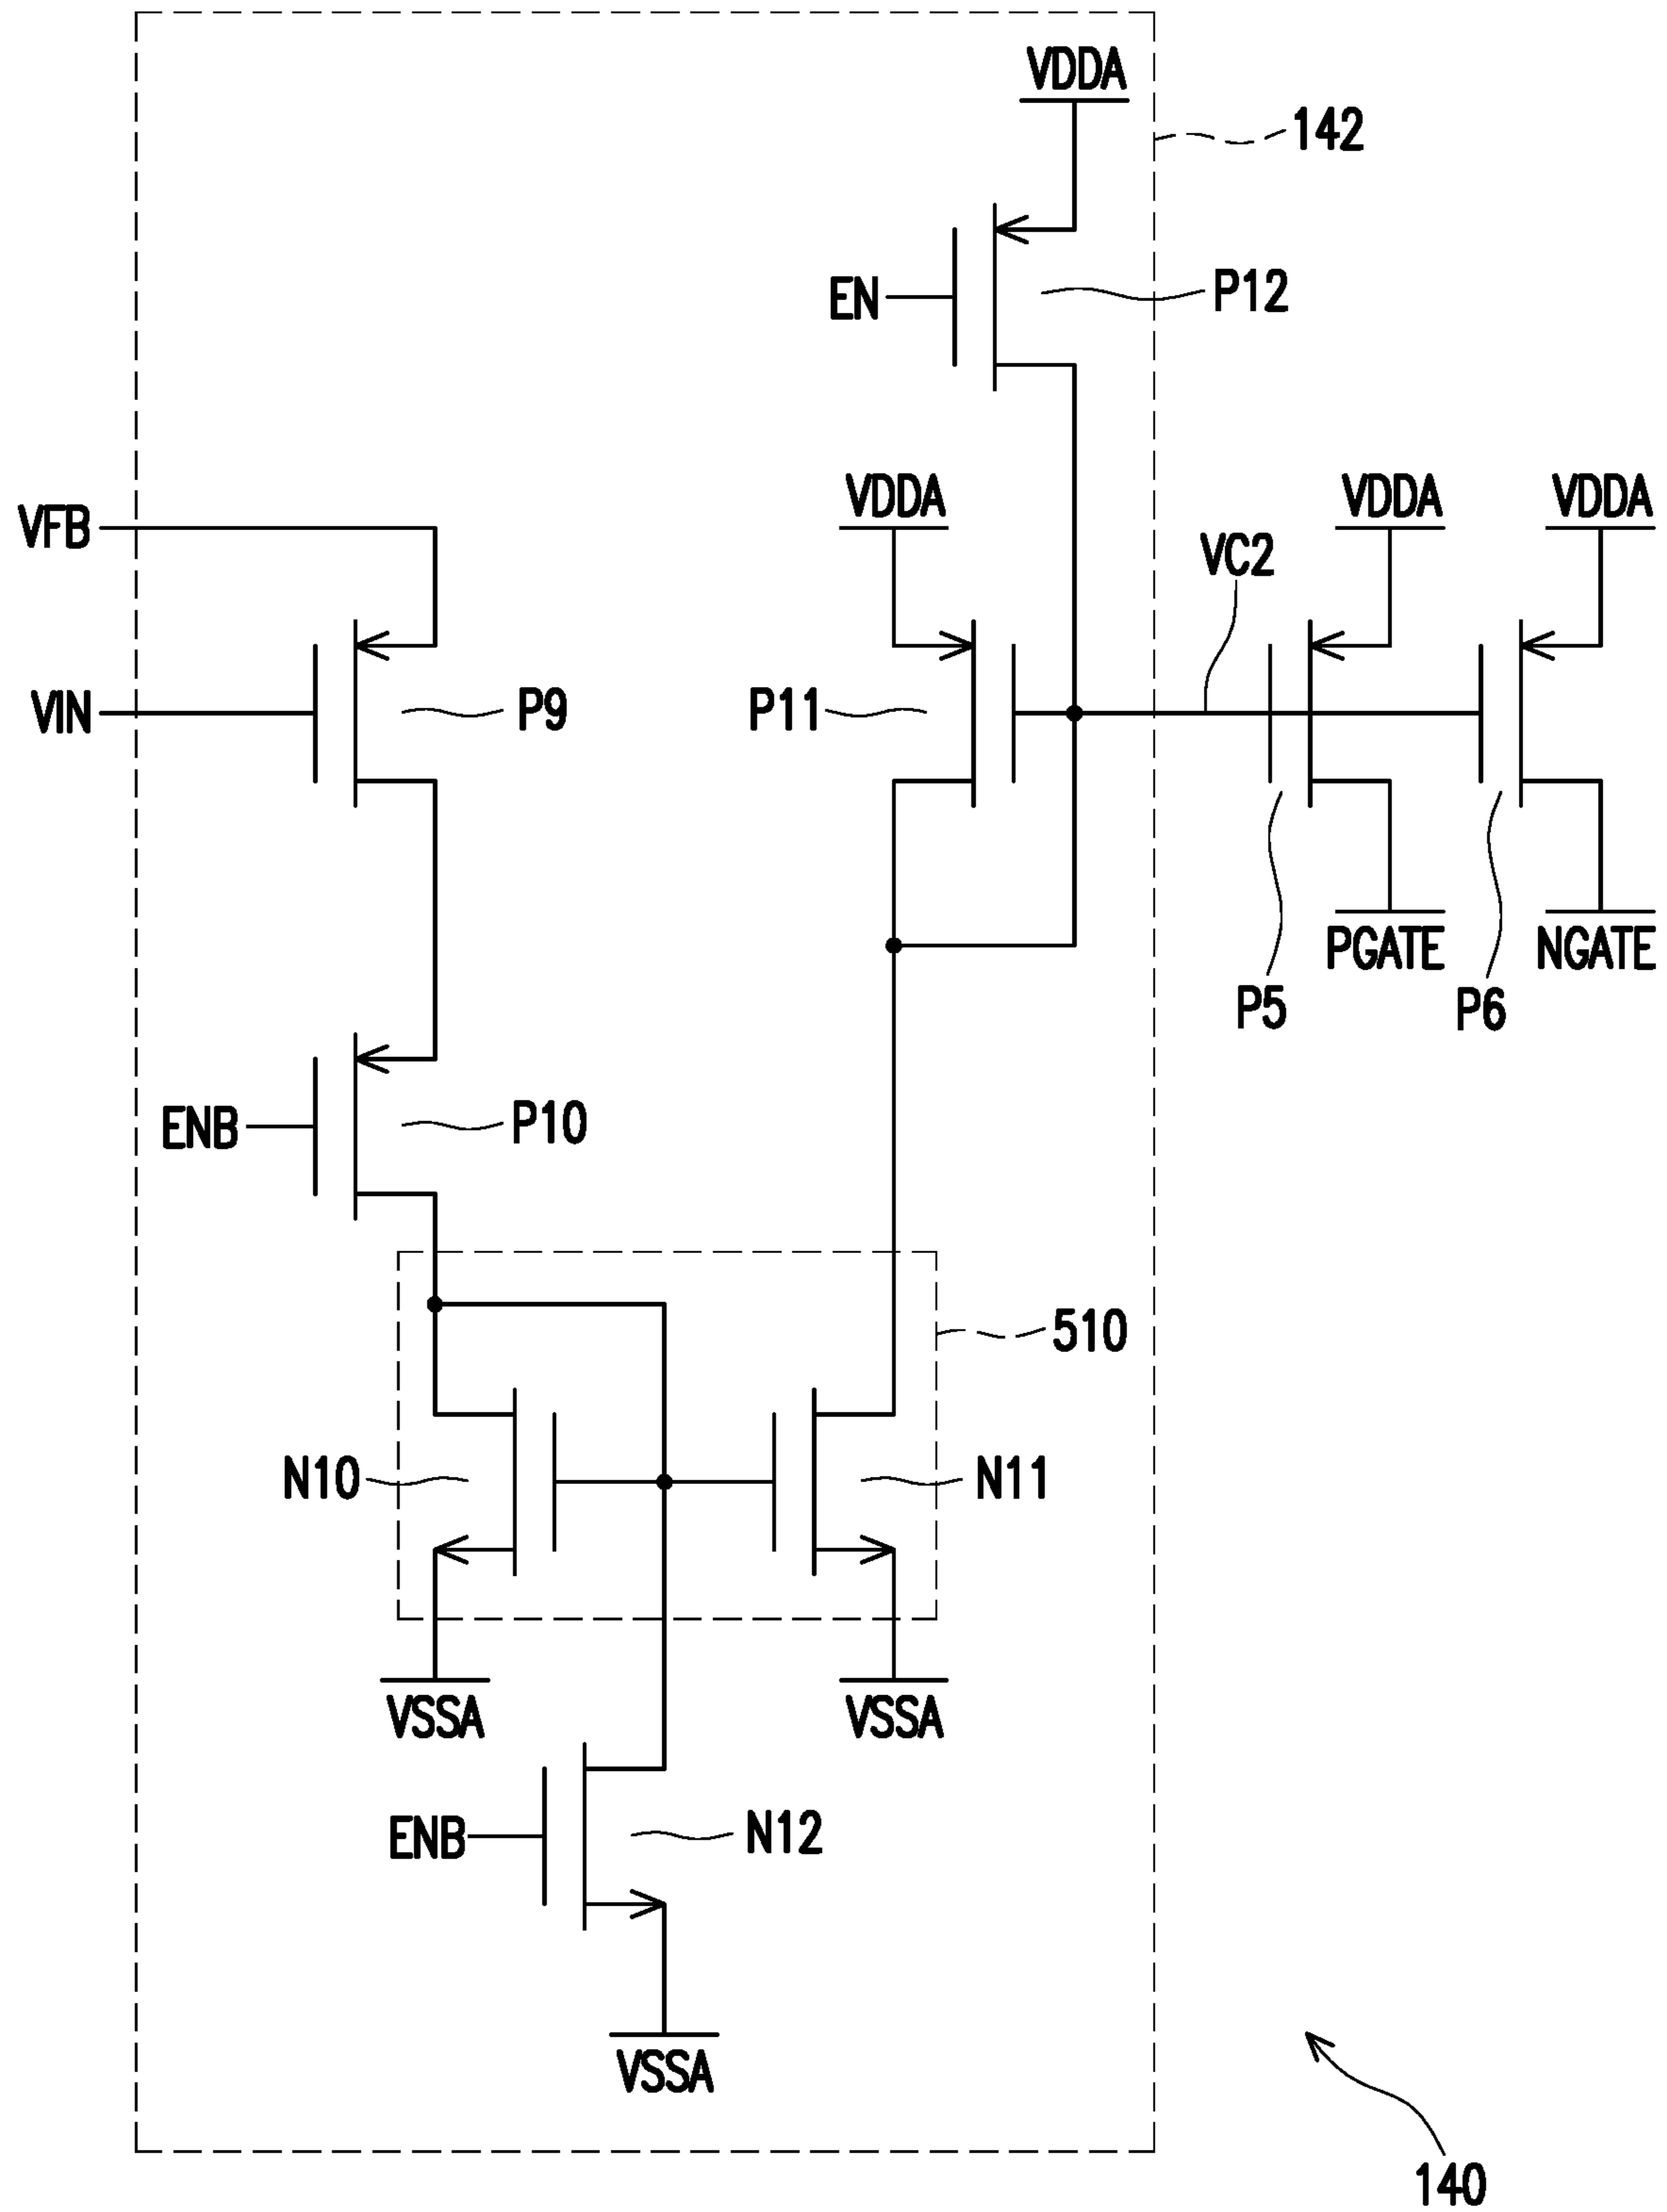 VDDA
142
EN
P12
VFB
VDDA
VDDA
VDDA
VC2
VIN
P9
P11
PGATE
NGATE
P5
P6
ENB
P10
510
N10
N11
VSSA
VSSA
ENB
N12
VSSA
140